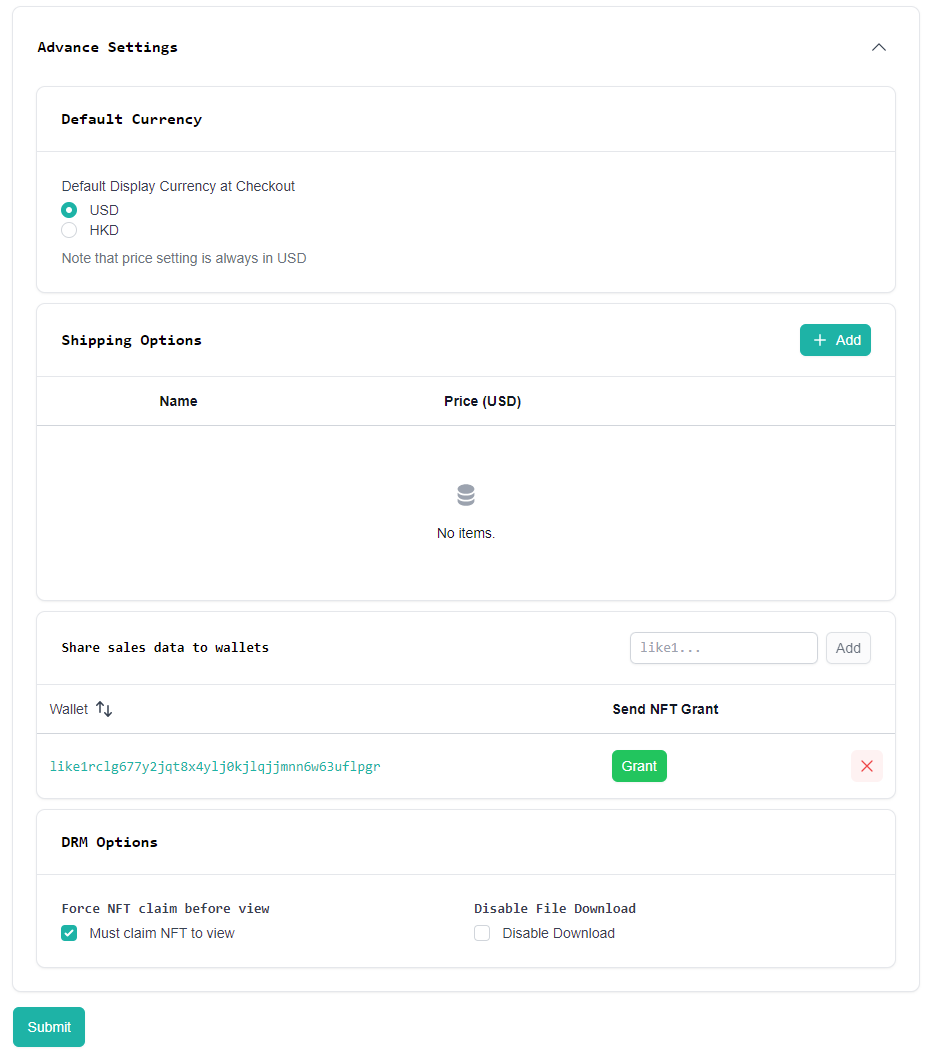 Advance Settings
Default Currency
Default Display Currency at Checkout
USD
HKD
Note that price setting is always in USD
Shipping Options
Add
Name Price (USD)
No items.
Share sales data to wallets like1... Add
Wallet Send NFT Grant
like1rclg677y2jqt8x4ylj0kjlqjjmnn6w63uflpgr Grant
DRM Options
Force NFT claim before view Disable File Download
Must claim NFT to view Disable Download
Submit